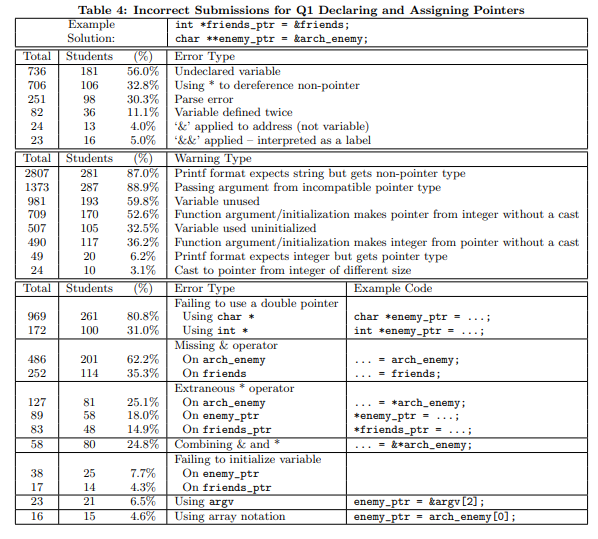 Table 4: Incorrect Submissions for Q1 Declaring and Assigning Pointers
Example int *friends_ptr = &friends;
Solution: char **enemy_ptr = &arch_enemy;
Total Students (%) Error Type
736 181 56.0% Undeclared variable
706 106 32.8% Using * to dereference non-pointer
251 98 30.3% Parse error
82 36 11.1% Variable defined twice
24 13 4.0% ‘&’ applied to address (not variable)
23 16 5.0% ‘&&’ applied – interpreted as a label
Total Students (%) Warning Type
2807 281 87.0% Printf format expects string but gets non-pointer type
1373 287 88.9% Passing argument from incompatible pointer type
981 193 59.8% Variable unused
709 170 52.6% Function argument/initialization makes pointer from integer without a cast
507 105 32.5% Variable used uninitialized
490 117 36.2% Function argument/initialization makes integer from pointer without a cast
49 20 6.2% Printf format expects integer but gets pointer type
24 10 3.1% Cast to pointer from integer of different size
Total Students (%) Error Type Example Code
Failing to use a double pointer
969 261 80.8% Using char * char *enemy_ptr = ...;
172 100 31.0% Using int * int *enemy_ptr = ...;
Missing & operator
486 201 62.2% On arch_enemy ... = arch_enemy;
252 114 35.3% On friends ... = friends;
Extraneous * operator
127 81 25.1% On arch_enemy ... = *arch_enemy;
89 58 18.0% On enemy_ptr *enemy_ptr = ...;
83 48 14.9% On friends_ptr *friends_ptr = ...;
58 80 24.8% Combining & and * ... = &*arch_enemy;
Failing to initialize variable
38 25 7.7% On enemy_ptr
17 14 4.3% On friends_ptr
23 21 6.5% Using argv enemy_ptr = &argv[2];
16 15 4.6% Using array notation enemy_ptr = arch_enemy[0];